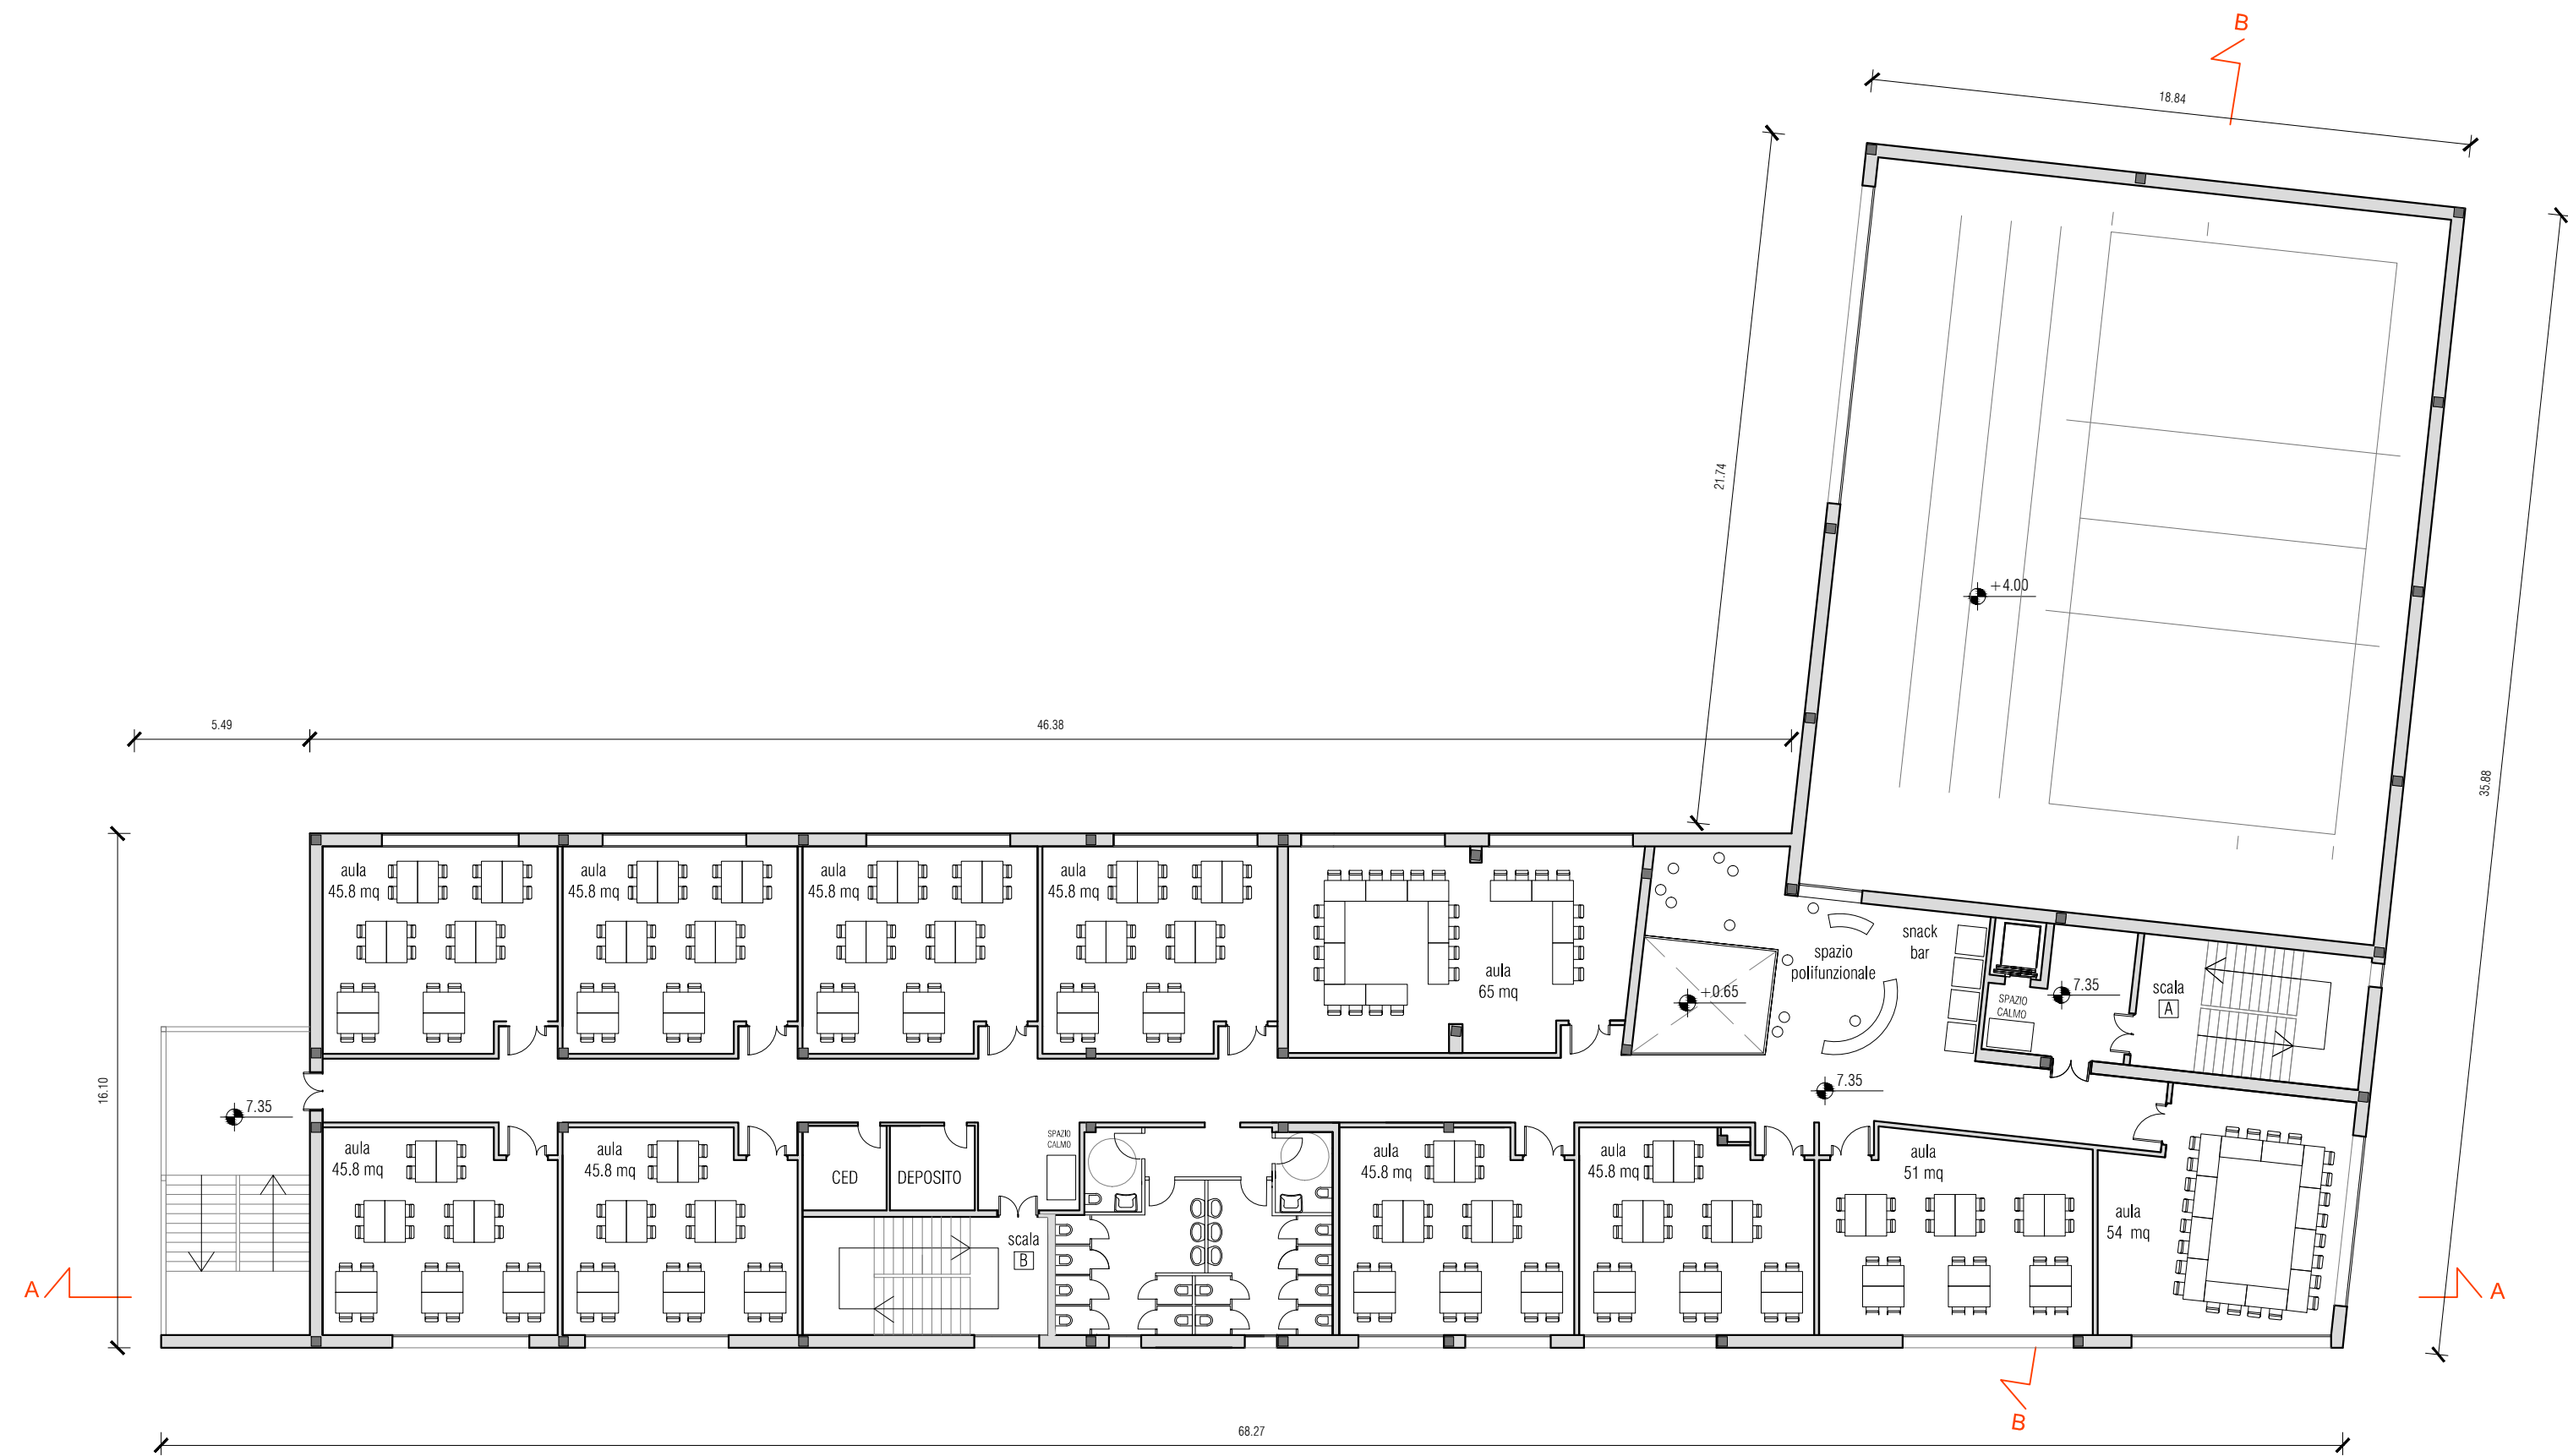 B
18.84
21.74
+4.00
35.88
5.49
46.38
16.10
aula
45.8 mq
aula
45.8 mq
aula
45.8 mq
aula
45.8 mq
aula
65 mq
+0.65
spazio
polifunzionale
snack
bar
SPAZIO
CALMO
7.35
scala
A
7.35
7.35
aula
45.8 mq
aula
45.8 mq
CED
DEPOSITO
SPAZIO
CALMO
scala
B
aula
45.8 mq
aula
45.8 mq
aula
51 mq
aula
54 mq
A
A
B
68.27